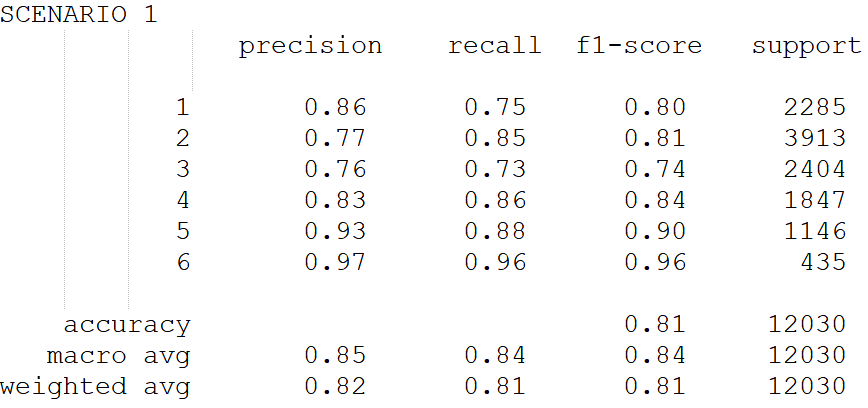 SCENARIO 1
precision recall f1-score support
1 0.86 0.75 0.80 2285
2 0.77 0.85 0.81 3913
3 0.76 0.73 0.74 2404
4 0.83 0.86 0.84 1847
5 0.93 0.88 0.90 1146
6 0.97 0.96 0.96 435
accuracy 0.81 12030
macro avg 0.85 0.84 0.84 12030
weighted avg 0.82 0.81 0.81 12030